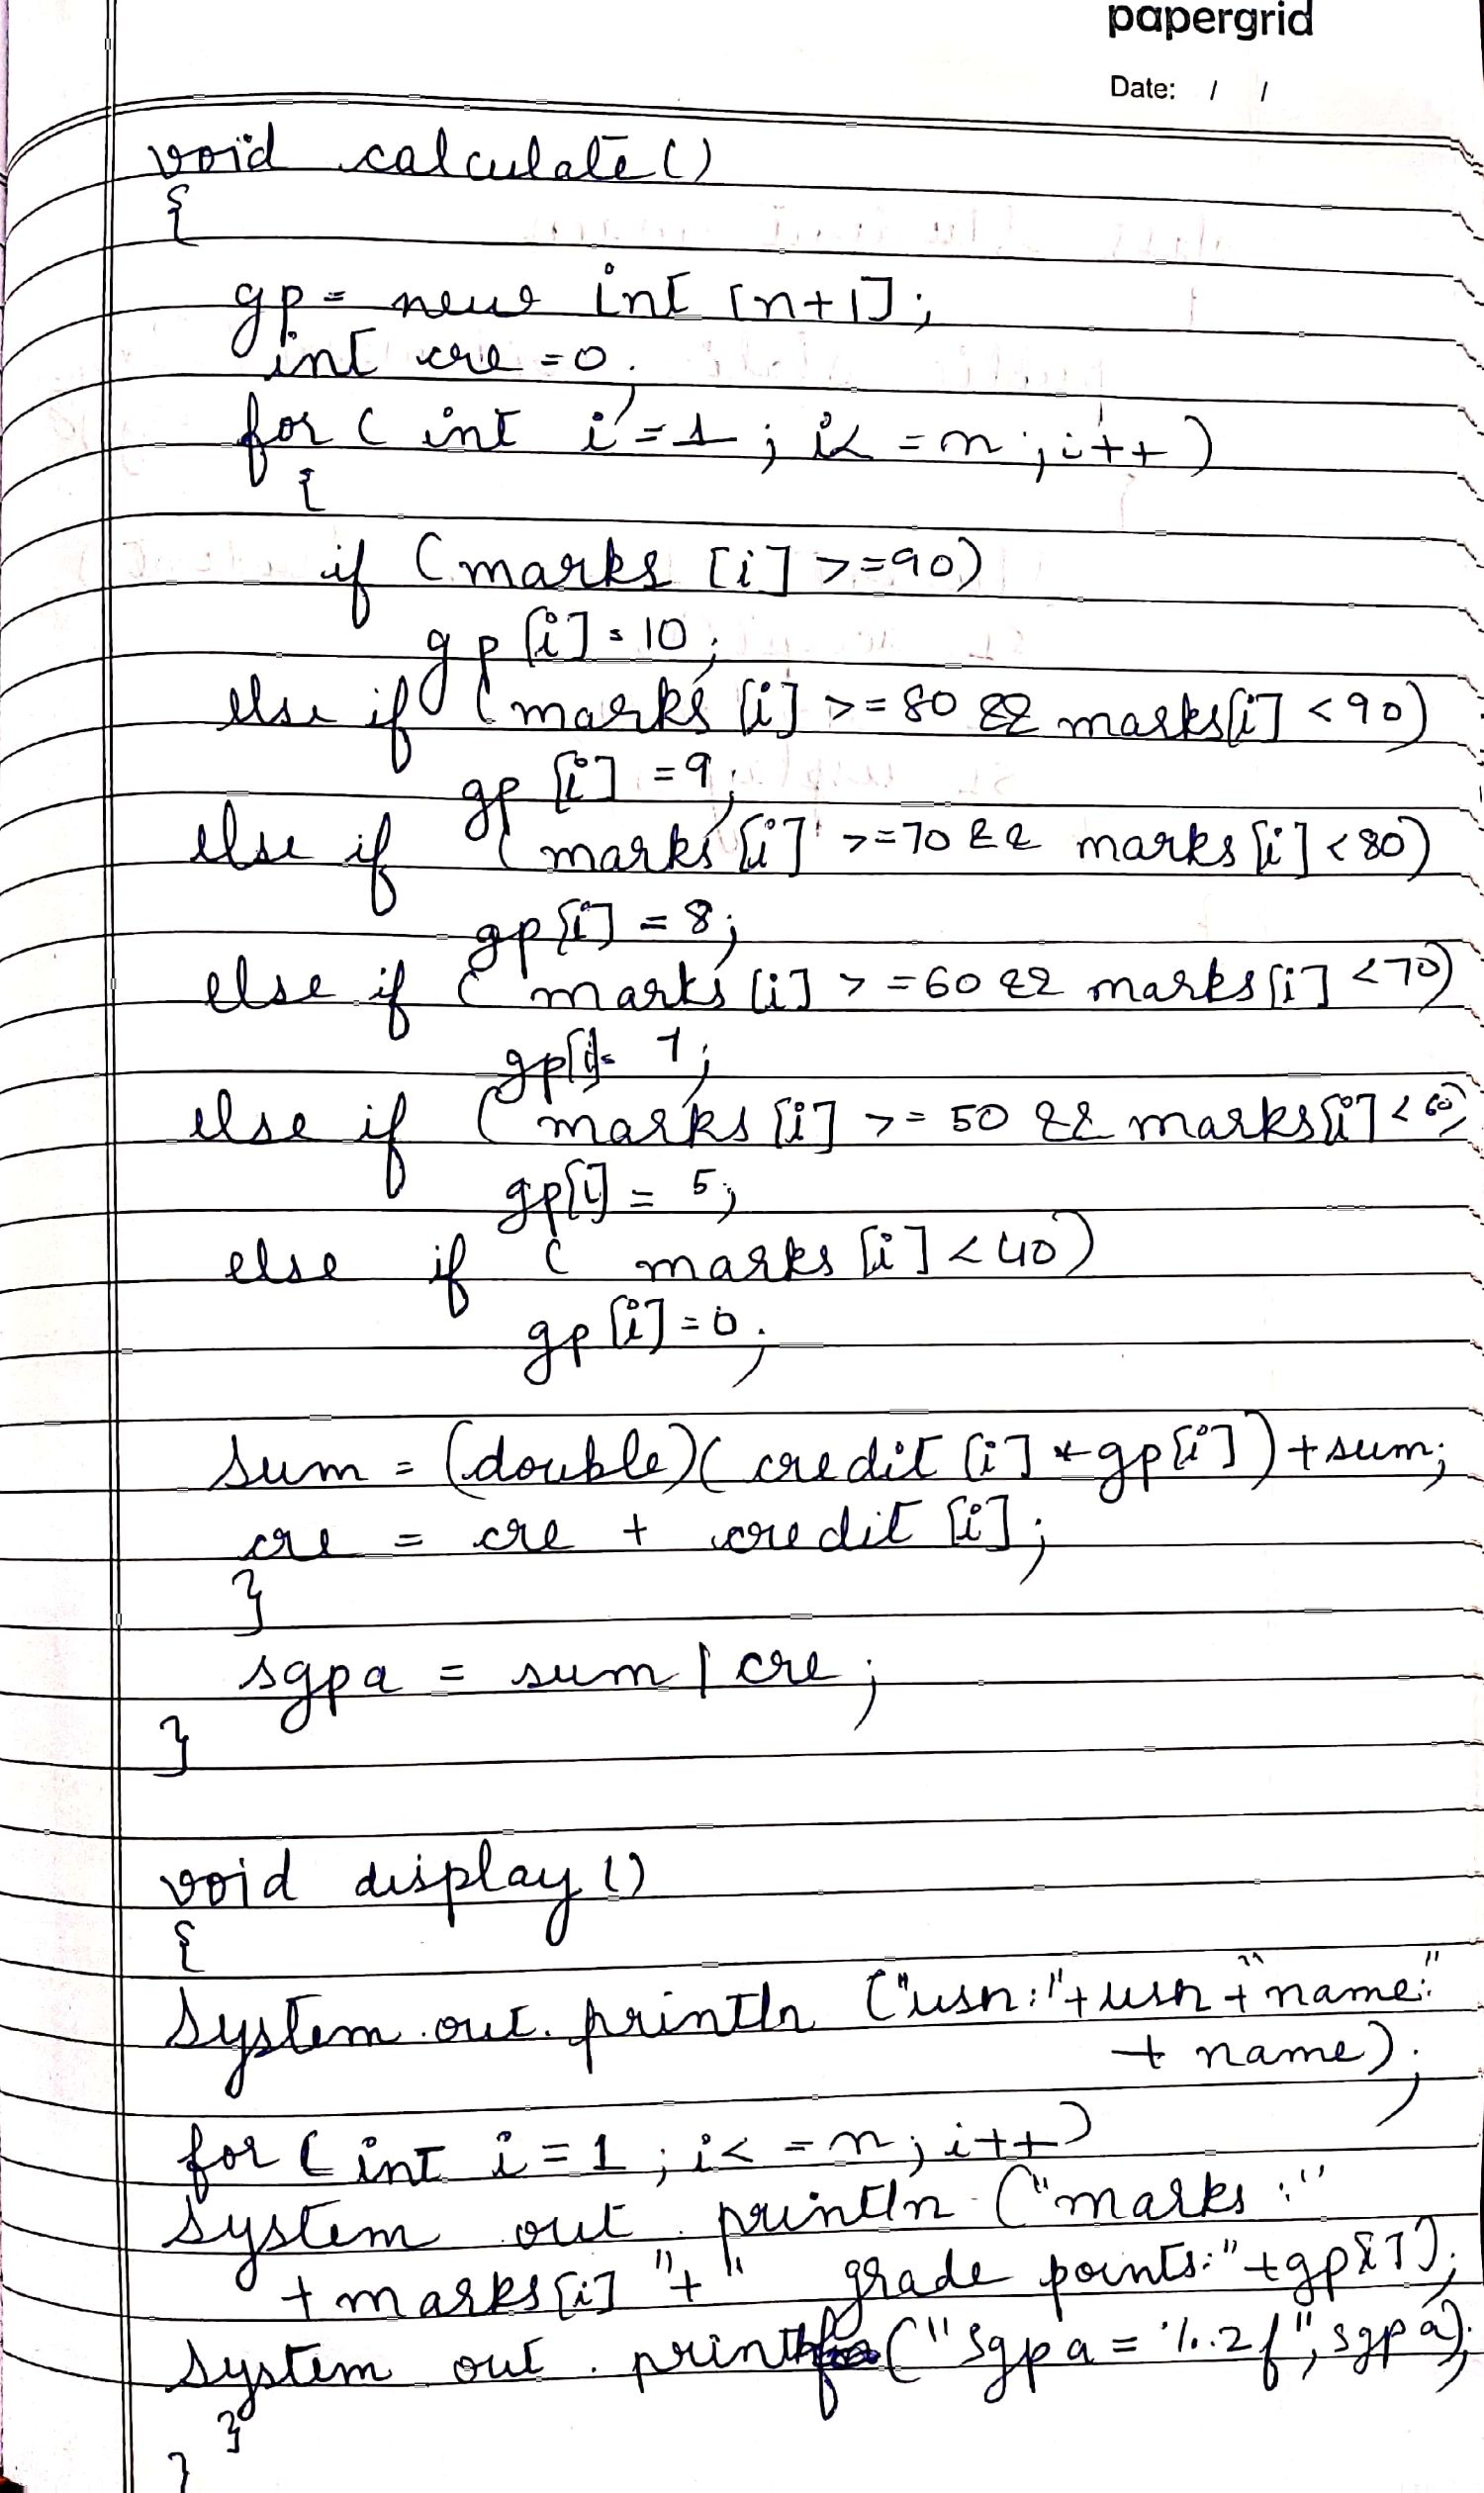 papergrid
Date: / /
void calculate()
{
gp = new int [n+1];
int cre = 0;
for ( int i = 1 ; i< = n ; i++ )
{
if (marks [i] >=90)
gp [i] = 10;
else if (marks [i] >= 80 && marks[i] <90)
gp [i] = 9;
else if (marks [i] >=70 && marks [i] <80)
gp[i] = 8;
else if ( marks [i] > =60 && marks [i] <70)
gp[i]= 7;
else if (marks [i] >= 50 && marks[i] <60)
gp[i] = 5;
else if ( marks [i] <40)
gp [i] = 0;
sum = (double)( credit [i] * gp[i]) + sum;
cre = cre + credit [i];
}
sgpa = sum / cre;
}
void display ()
{
System.out.println ("usn:"+usn+"name:"
+ name);
for (int i = 1 ; i< = n ; i++)
System out . println ("marks :"
+ marks[i] "+" grade points:"+gp[i]);
System out . printf ("Sgpa = %.2f", sgpa);
}
}